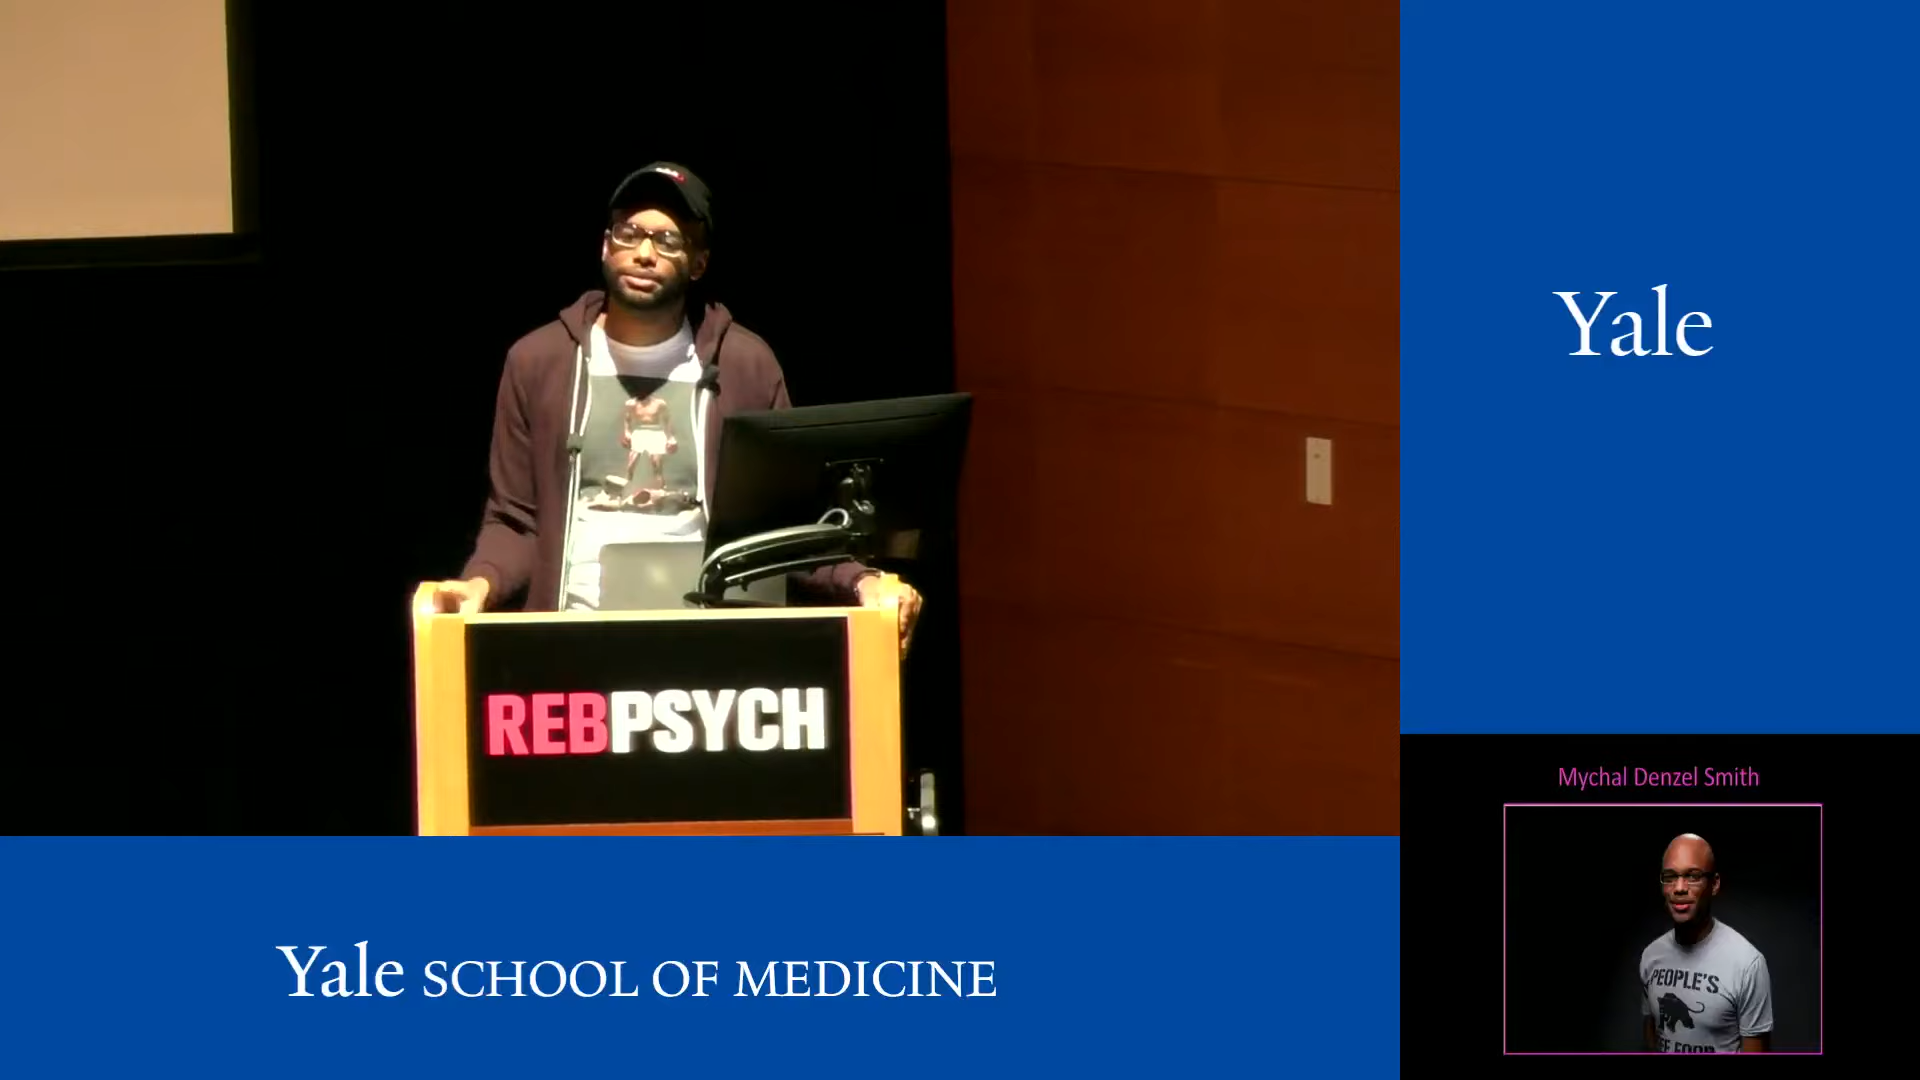 REBPSYCH
Yale SCHOOL OF MEDICINE
Yale
Mychal Denzel Smith
PEOPLE'S